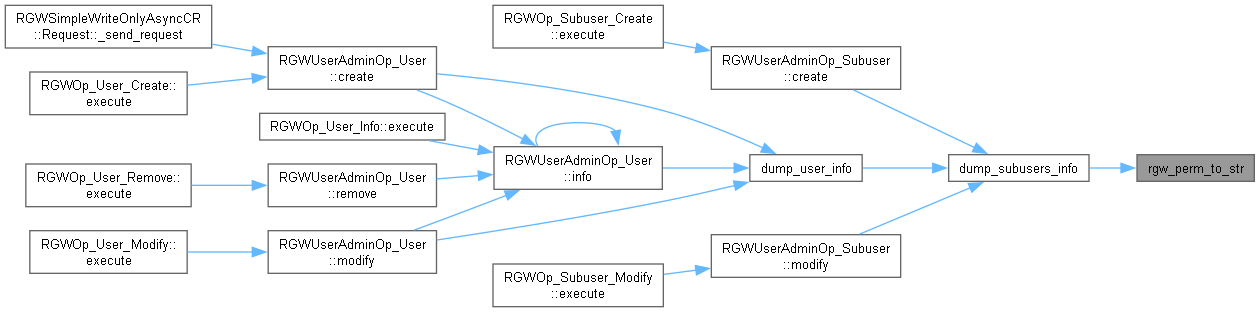 RGWSimpleWriteOnlyAsyncCR
::Request::_send_request
RGWOp_User_Create::
execute
RGWUserAdminOp_User
::create
RGWOp_User_Info::execute
RGWOp_User_Remove::
execute
RGWUserAdminOp_User
::remove
RGWOp_User_Modify::
execute
RGWUserAdminOp_User
::modify
RGWOp_Subuser_Create
::execute
RGWUserAdminOp_User
::info
RGWOp_Subuser_Modify
::execute
RGWUserAdminOp_Subuser
::create
dump_user_info
RGWUserAdminOp_Subuser
::modify
dump_subusers_info
rgw_perm_to_str